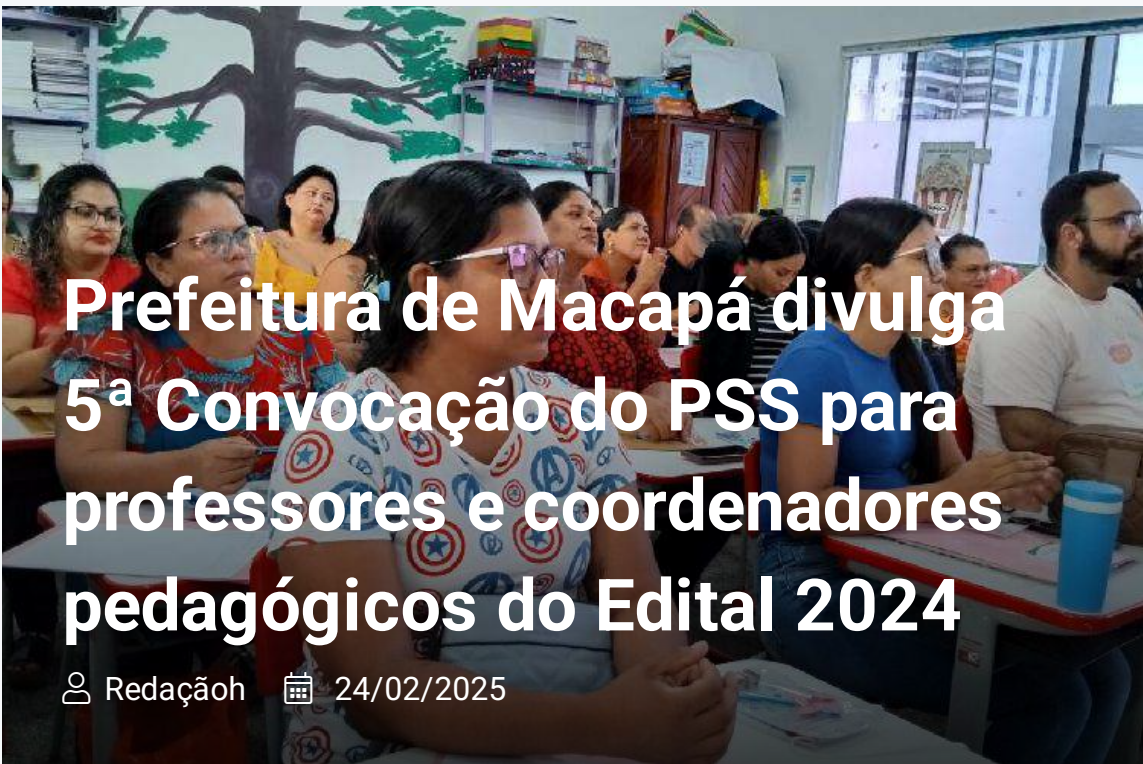 Prefeitura de Macapá divulga
5ª Convocação do PSS para
professores e coordenadores
pedagógicos do Edital 2024
Redaçãoh 24/02/2025